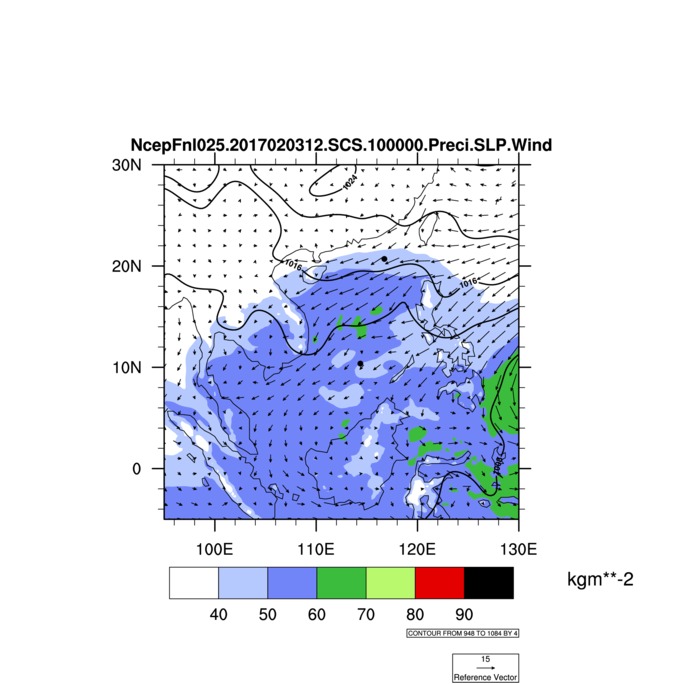 NcepFnl025.2017020312.SCS.100000.Preci.SLP.Wind
30N
1024
20N
1016
1016
10N
1008
0
100E 110E 120E 130E
kgm**-2
40 50 60 70 80 90
CONTOUR FROM 948 TO 1084 BY 4
15
Reference Vector